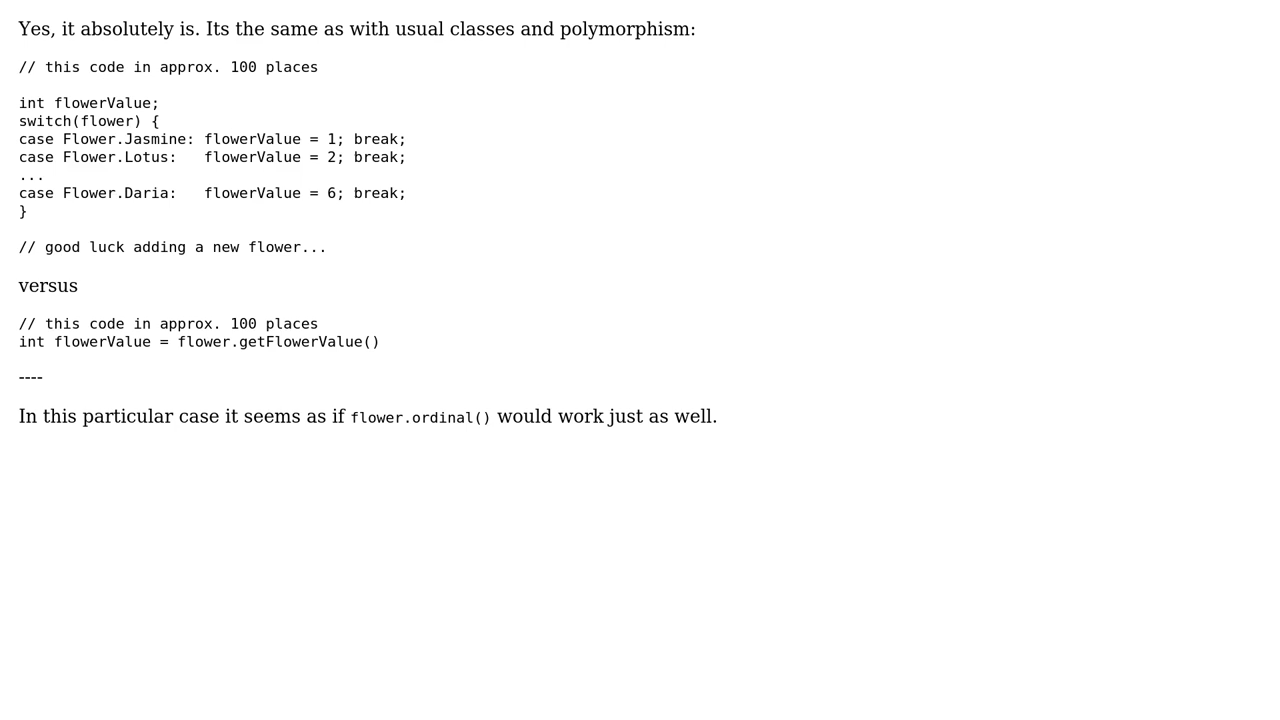 Yes, it absolutely is. Its the same as with usual classes and polymorphism:
// this code in approx. 100 places
int flowerValue;
switch(flower) {
case Flower.Jasmine: flowerValue = 1; break;
case Flower.Lotus:   flowerValue = 2; break;
...
case Flower.Daria:   flowerValue = 6; break;
}
// good luck adding a new flower...
versus
// this code in approx. 100 places
int flowerValue = flower.getFlowerValue()
----
In this particular case it seems as if flower.ordinal() would work just as well.